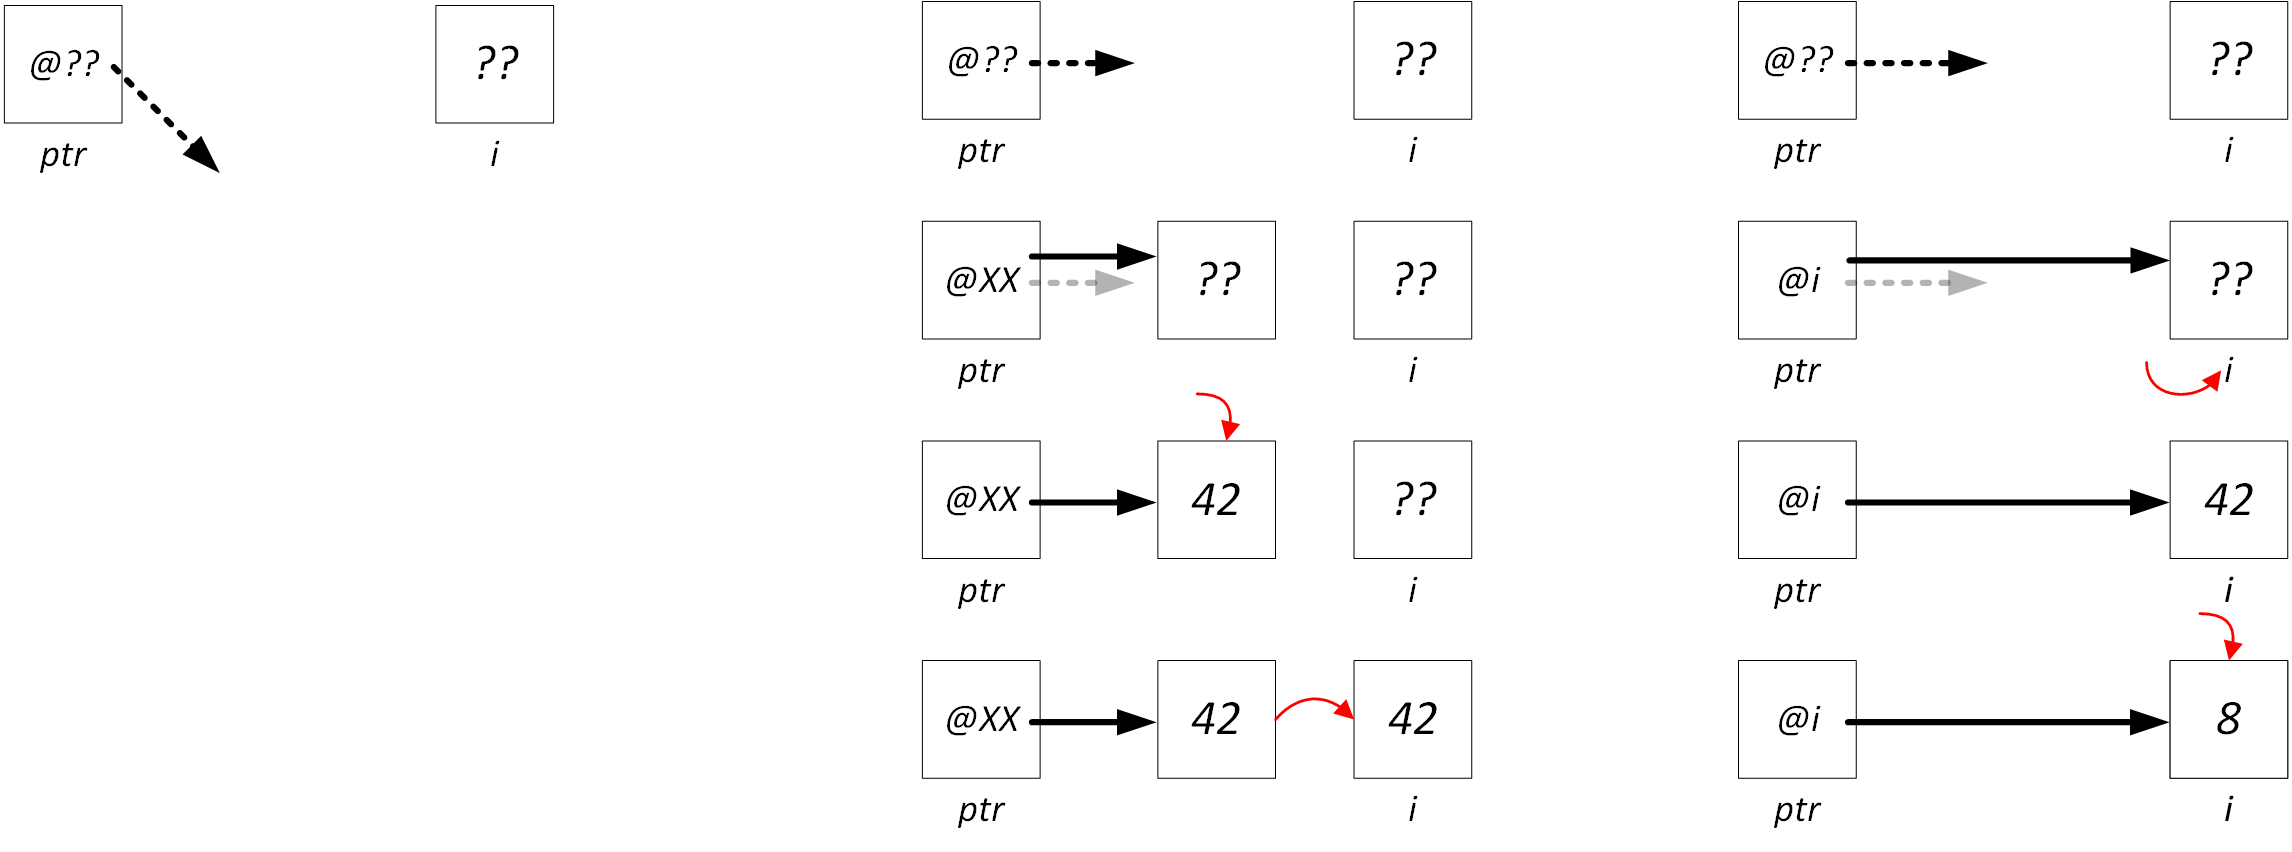 @?? ?? @?? ?? @?? ??
ptr i ptr i ptr i
@XX ?? ?? @i ??
ptr i ptr i
@XX 42 ?? @i 42
ptr i ptr i
@XX 42 42 @i 8
ptr i ptr i